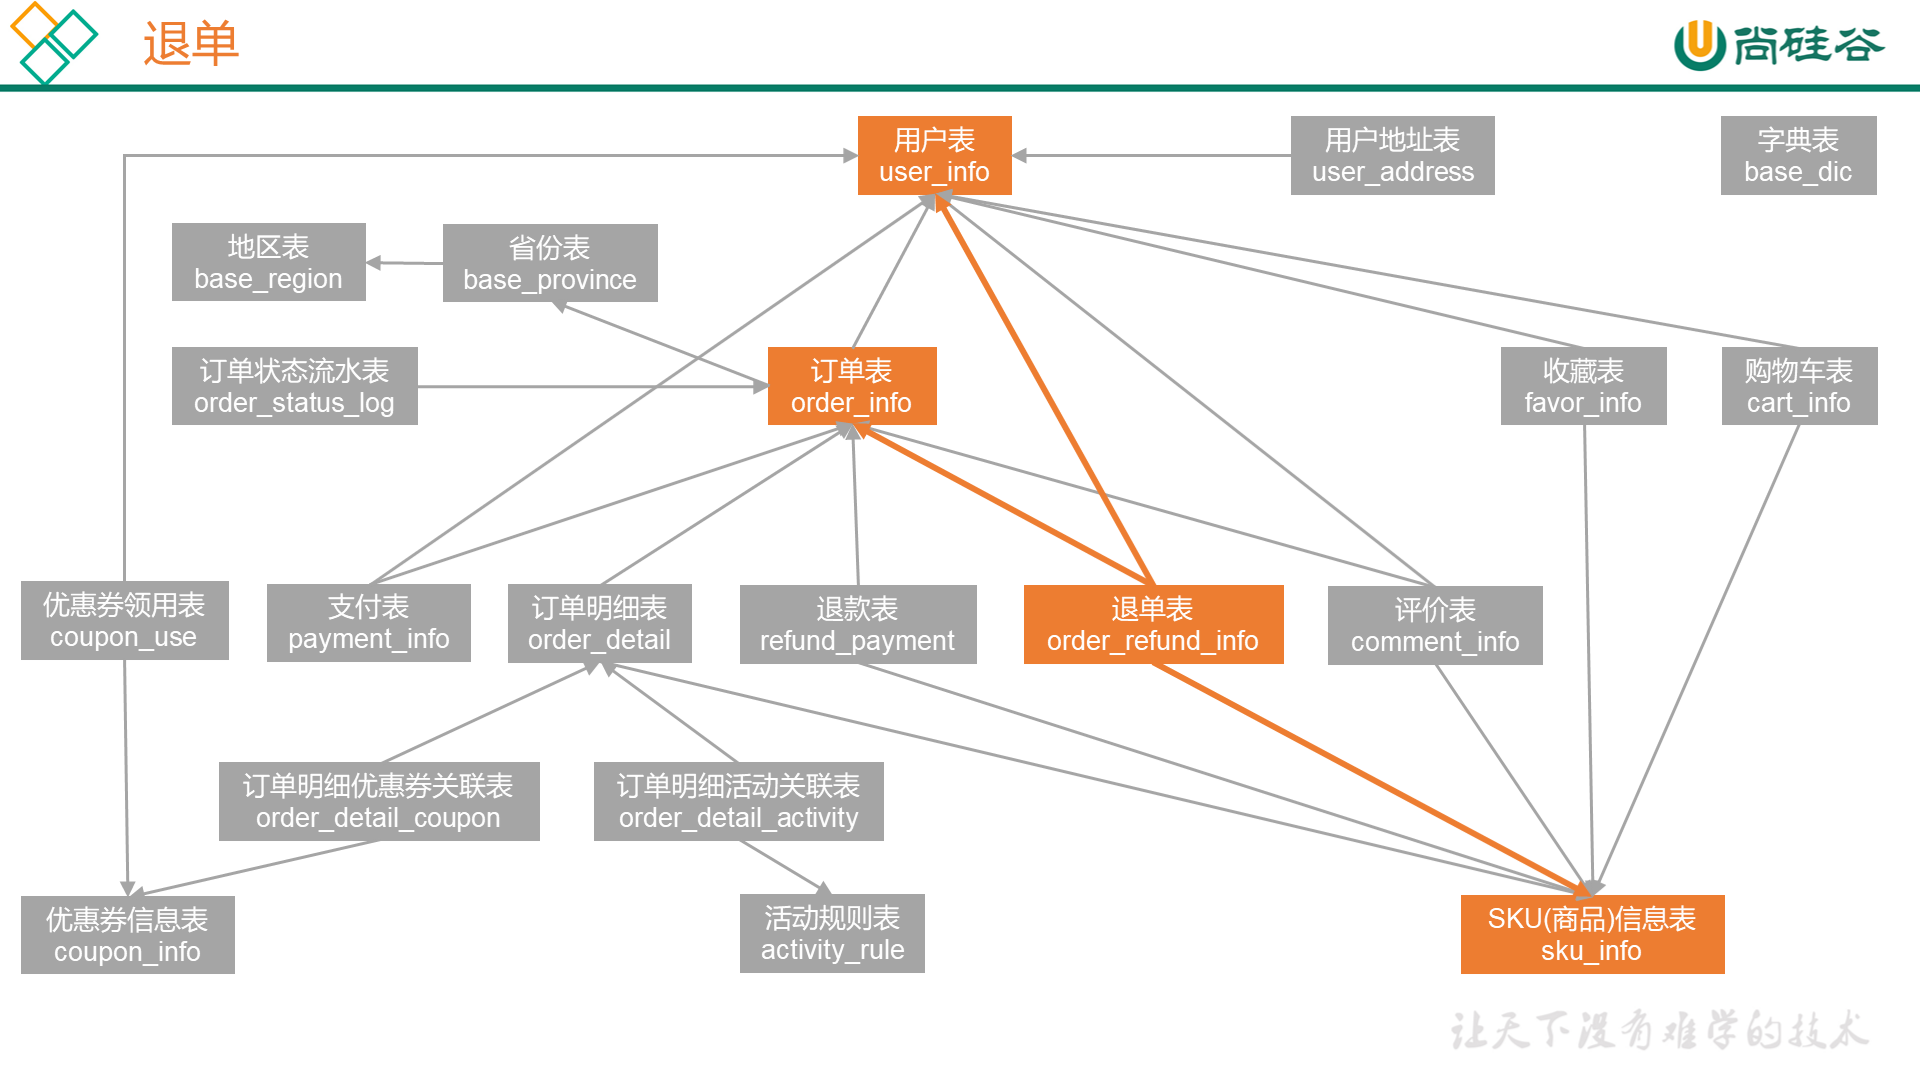 退单
尚硅谷
用户表
user_info
用户地址表
user_address
字典表
base_dic
地区表
base_region
省份表
base_province
订单状态流水表
order_status_log
订单表
order_info
收藏表
favor_info
购物车表
cart_info
优惠券领用表
coupon_use
支付表
payment_info
订单明细表
order_detail
退款表
refund_payment
退单表
order_refund_info
评价表
comment_info
订单明细优惠券关联表
order_detail_coupon
订单明细活动关联表
order_detail_activity
优惠券信息表
coupon_info
活动规则表
activity_rule
SKU(商品)信息表
sku_info
让天下没有难学的技术